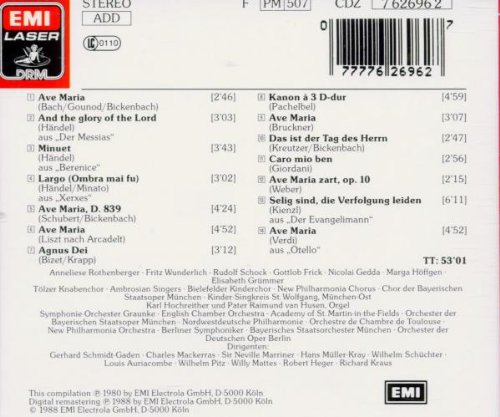 STEREO F PM 507 CDZ 7 62696 2
ADD
LC 0110
EMI
LASER
DRM
0 77776 26962 7
1 Ave Maria [2'46]
(Bach/Gounod/Bickenbach)
2 And the glory of the Lord [3'03]
(Händel)
aus „Der Messias“
3 Minuet [3'43]
(Händel)
aus „Berenice“
4 Largo (Ombra mai fu) [3'02]
(Händel/Minato)
aus „Xerxes“
5 Ave Maria, D. 839 [4'24]
(Schubert/Bickenbach)
6 Ave Maria [4'52]
(Liszt nach Arcadelt)
7 Agnus Dei [3'12]
(Bizet/Krapp)
8 Kanon à 3 D-dur [4'59]
(Pachelbel)
9 Ave Maria [3'07]
(Bruckner)
10 Das ist der Tag des Herrn [2'47]
(Kreutzer/Bickenbach)
11 Caro mio ben [2'56]
(Giordani)
12 Ave Maria zart, op. 10 [2'15]
(Weber)
13 Selig sind, die Verfolgung leiden [6'11]
(Kienzl)
aus „Der Evangelimann“
14 Ave Maria [4'52]
(Verdi)
aus „Otello“
TT: 53'01
Anneliese Rothenberger · Fritz Wunderlich · Rudolf Schock · Gottlob Frick · Nicolai Gedda · Marga Höffgen ·
Elisabeth Grümmer
Tölzer Knabenchor · Ambrosian Singers · Bielefelder Kinderchor · New Philharmonia Chorus · Chor der Bayerischen
Staatsoper München · Kinder-Singkreis St. Wolfgang, München-Ost
Karl Hochreither und Pater Raimund van Husen, Orgel
Symphonie Orchester Graunke · English Chamber Orchestra · Academy of St. Martin in the Fields · Orchester der
Bayerischen Staatsoper München · Nordwestdeutsche Philharmonie · Orchestre de Chambre de Toulouse ·
New Philharmonia Orchestra · Berliner Symphoniker · Bayerisches Staatsorchester München · Orchester der
Deutschen Oper Berlin
Dirigenten:
Gerhard Schmidt-Gaden · Charles Mackerras · Sir Neville Marriner · Hans Müller-Kray · Wilhelm Schüchter ·
Louis Auriacombe · Wilhelm Pitz · Willy Mattes · Robert Heger · Richard Kraus
This compilation Ⓟ 1980 by EMI Electrola GmbH, D-5000 Köln
Digital remastering Ⓟ 1988 by EMI Electrola GmbH, D-5000 Köln
© 1988 EMI Electrola GmbH, D-5000 Köln
EMI